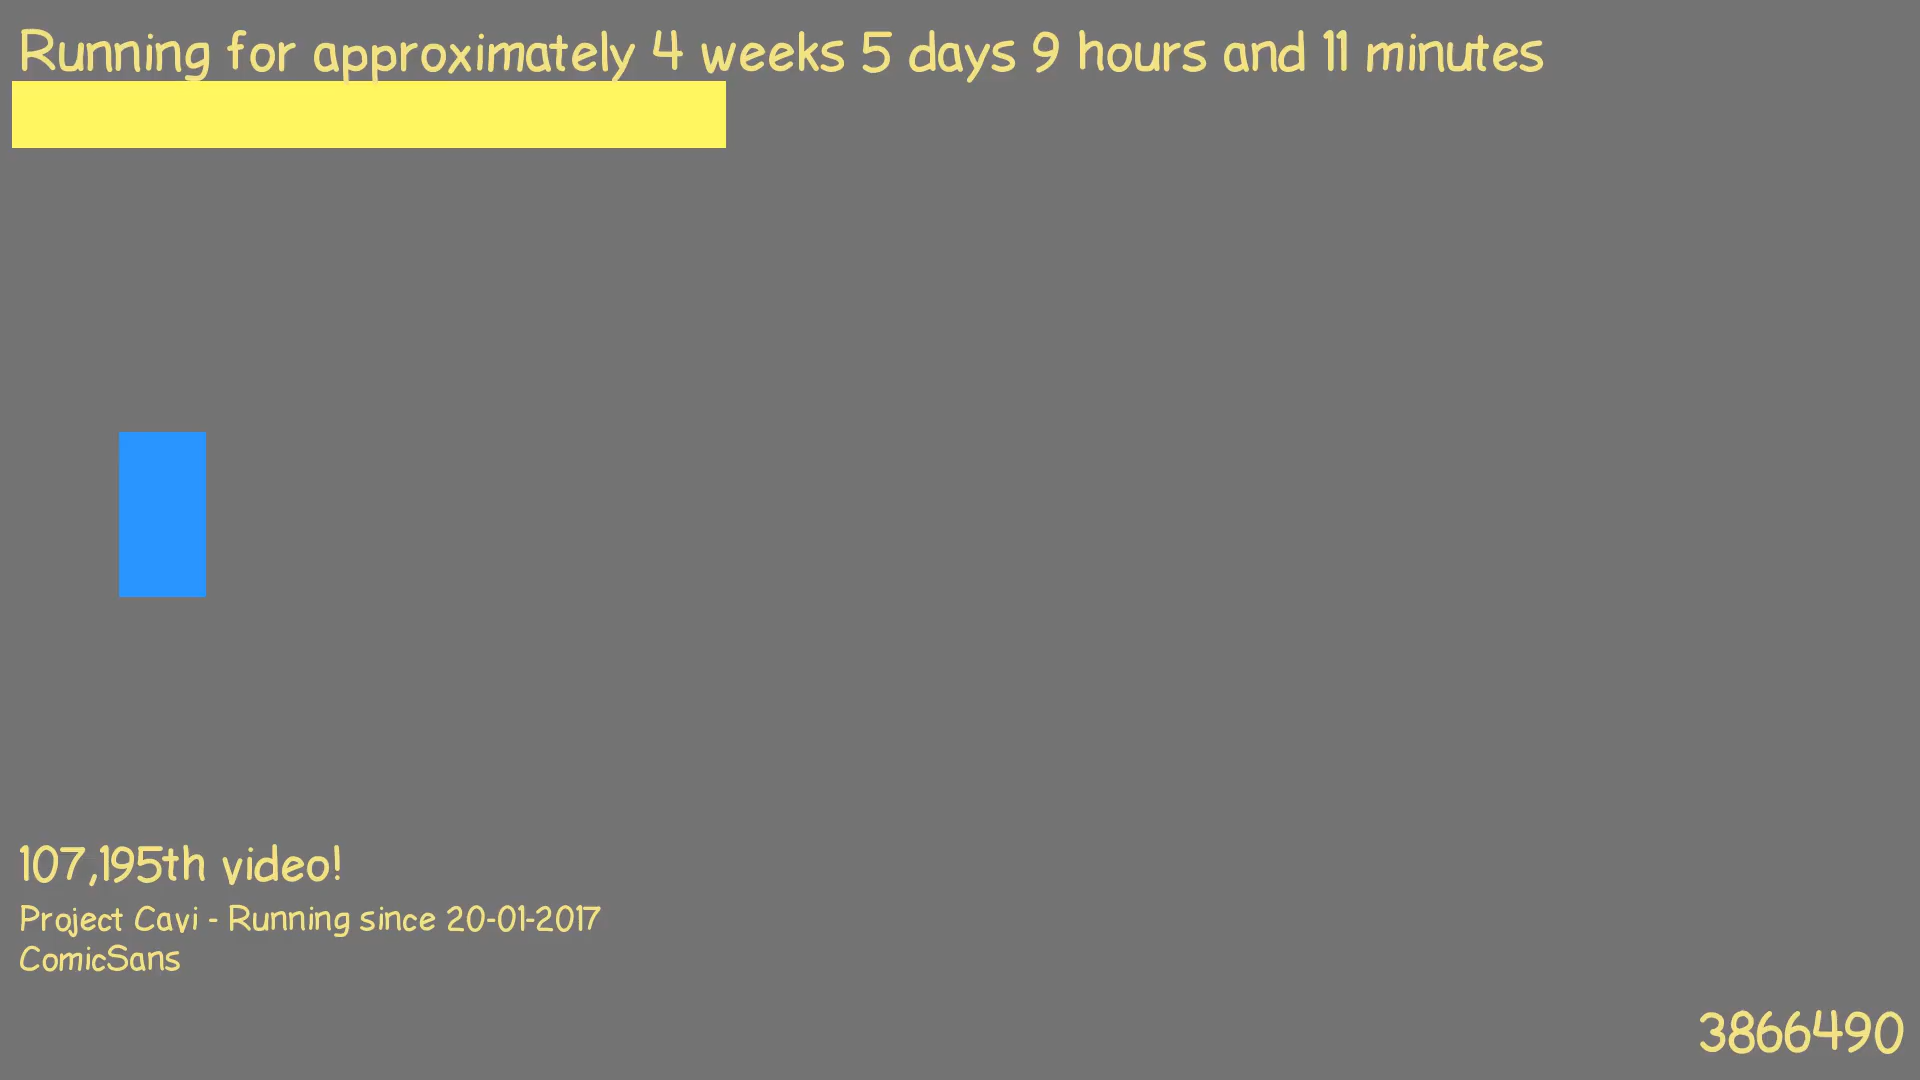 Running for approximately 4 weeks 5 days 9 hours and 11 minutes
107,195th video!
Project Cavi - Running since 20-01-2017
ComicSans
3866490